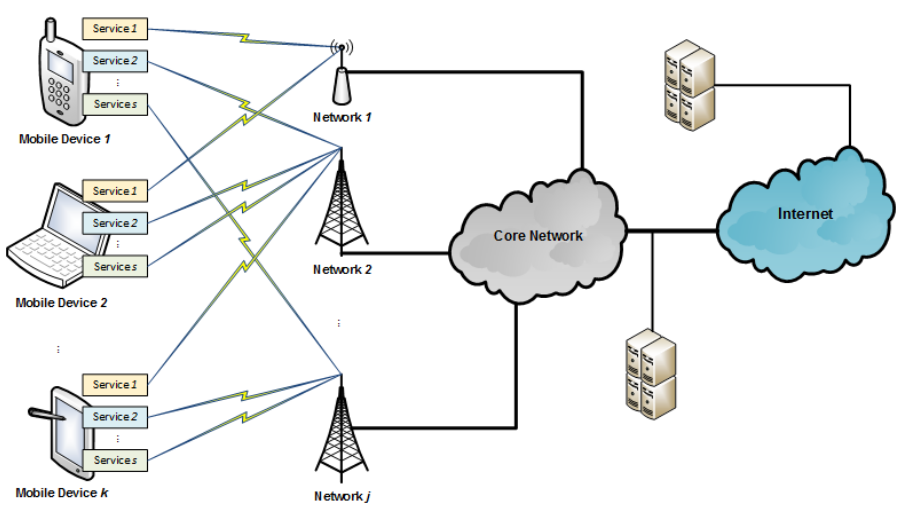 Service 1
Service 2
⋮
Service s
Mobile Device 1
Network 1
Service 1
Service 2
⋮
Service s
Mobile Device 2
Network 2
Core Network
Internet
⋮
⋮
Service 1
Service 2
⋮
Service s
Mobile Device k
Network j